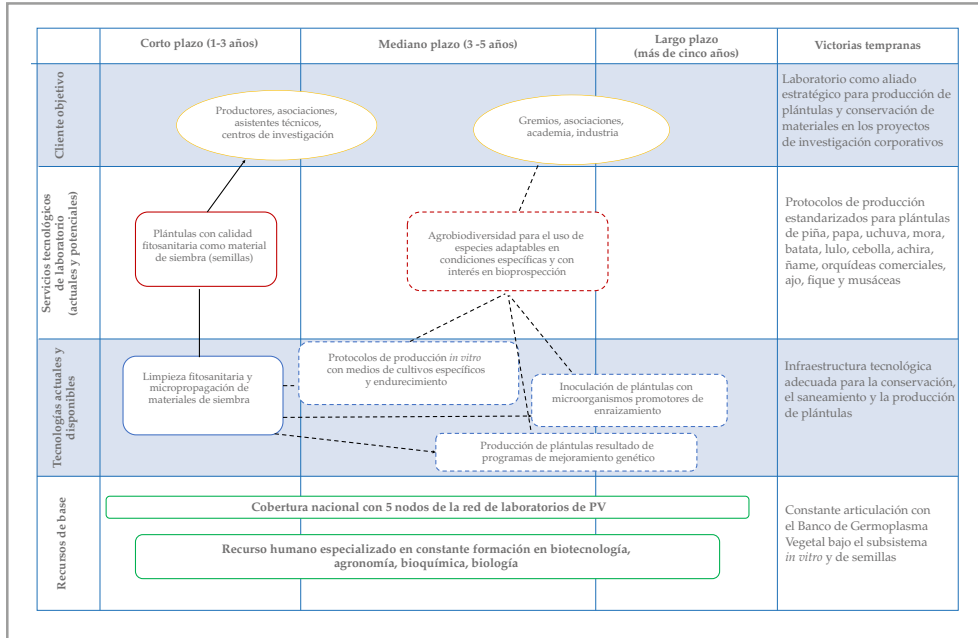 Corto plazo (1-3 años)
Mediano plazo (3 -5 años)
Largo plazo
(más de cinco años)
Victorias tempranas
Cliente objetivo
Productores, asociaciones,
asistentes técnicos,
centros de investigación
Gremios, asociaciones,
academia, industria
Laboratorio como aliado
estratégico para producción de
plántulas y conservación de
materiales en los proyectos
de investigación corporativos
Servicios tecnológicos
de laboratorio
(actuales y potenciales)
Plántulas con calidad
fitosanitaria como material
de siembra (semillas)
Agrobiodiversidad para el uso de
especies adaptables en
condiciones específicas y con
interés en bioprospección
Protocolos de producción
estandarizados para plántulas
de piña, papa, uchuva, mora,
batata, lulo, cebolla, achira,
ñame, orquídeas comerciales,
ajo, fique y musáceas
Tecnologías actuales y
disponibles
Limpieza fitosanitaria y
micropropagación de
materiales de siembra
Protocolos de producción in vitro
con medios de cultivos específicos
y endurecimiento
Inoculación de plántulas con
microorganismos promotores de
enraizamiento
Producción de plántulas resultado de
programas de mejoramiento genético
Infraestructura tecnológica
adecuada para la conservación,
el saneamiento y la producción
de plántulas
Recursos de base
Cobertura nacional con 5 nodos de la red de laboratorios de PV
Recurso humano especializado en constante formación en biotecnología,
agronomía, bioquímica, biología
Constante articulación con
el Banco de Germoplasma
Vegetal bajo el subsistema
in vitro y de semillas